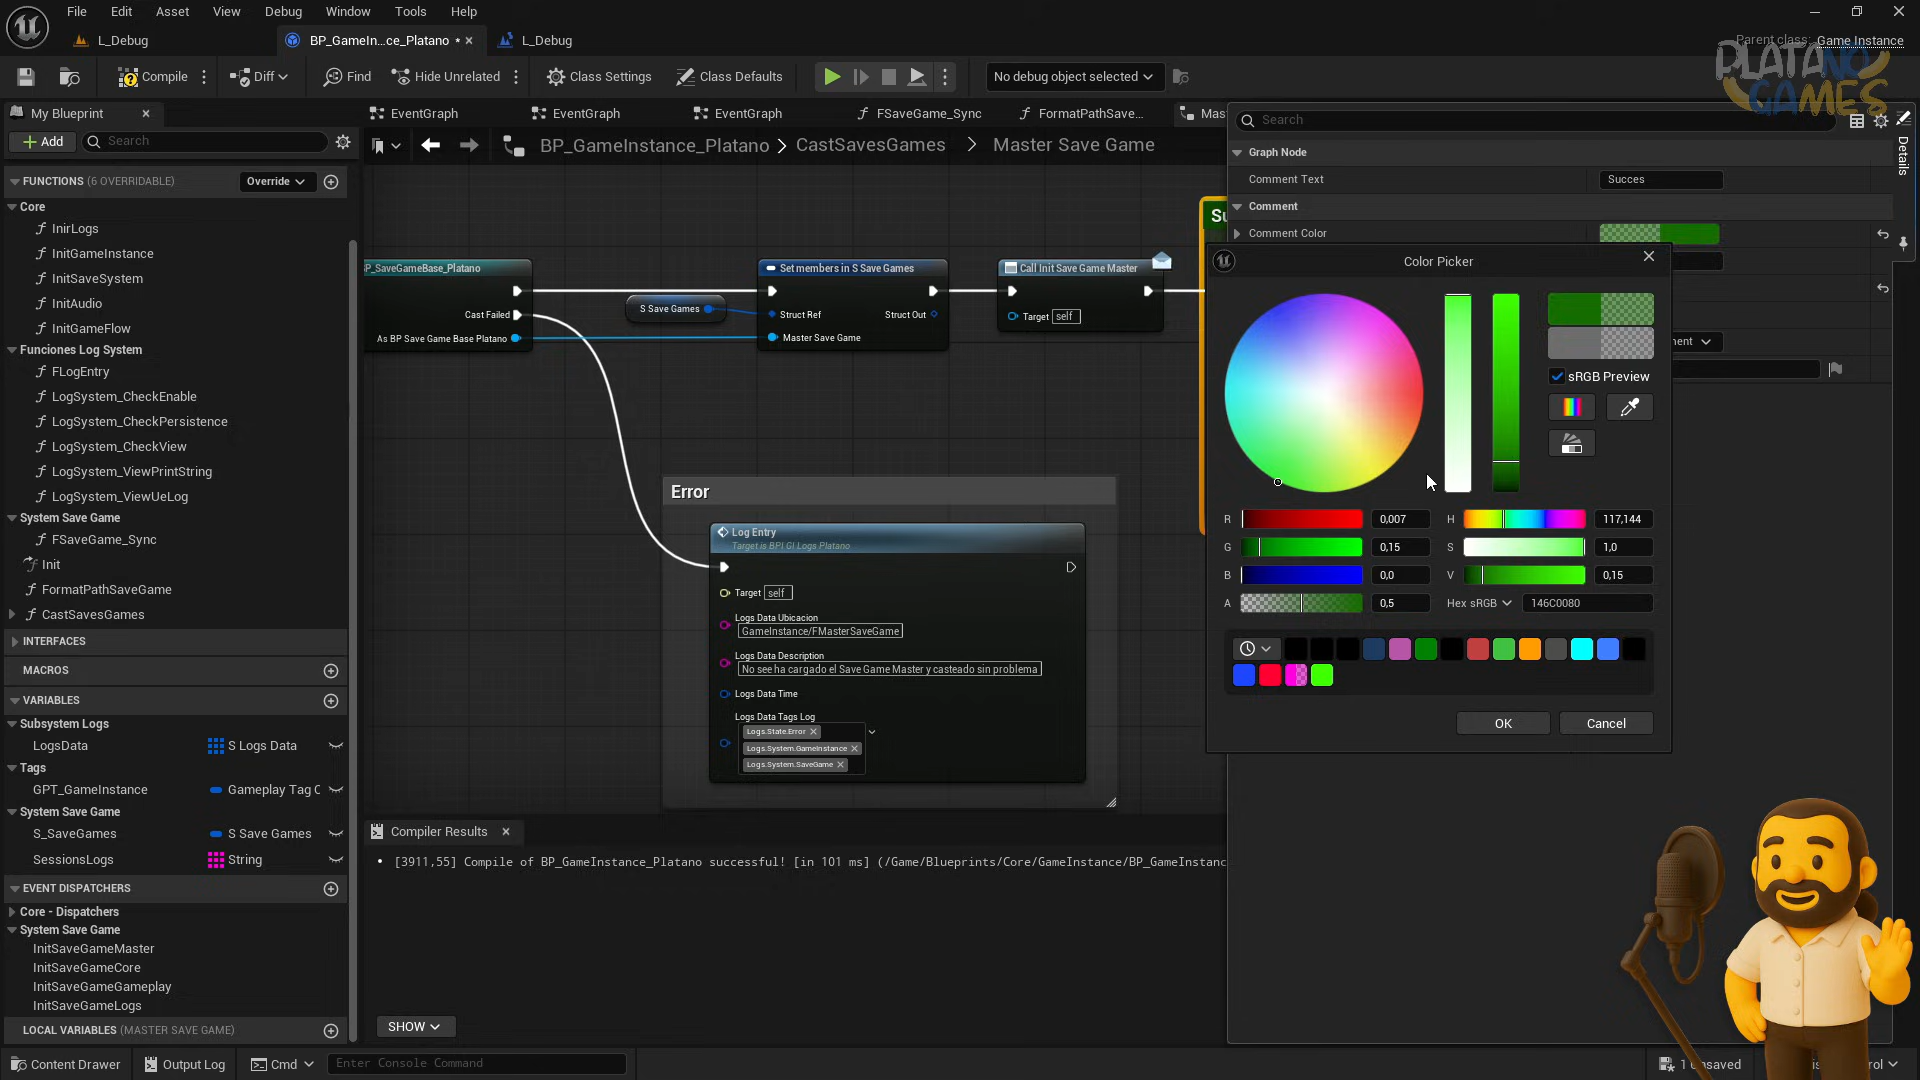 File Edit Asset View Debug Window Tools Help
L_Debug BP_GameIn...ce_Platano L_Debug
Parent class: Game Instance
PLATANO
GAMES
Compile Diff Find Hide Unrelated Class Settings Class Defaults No debug object selected
My Blueprint EventGraph EventGraph EventGraph FSaveGame_Sync FormatPathSave... Mas
Add Search
BP_GameInstance_Platano > CastSavesGames > Master Save Game
FUNCTIONS (6 OVERRIDABLE) Override
Core
InirLogs
InitGameInstance
InitSaveSystem
InitAudio
InitGameFlow
Funciones Log System
FLogEntry
LogSystem_CheckEnable
LogSystem_CheckPersistence
LogSystem_CheckView
LogSystem_ViewPrintString
LogSystem_ViewUeLog
System Save Game
FSaveGame_Sync
Init
FormatPathSaveGame
CastSavesGames
INTERFACES
MACROS
VARIABLES
Subsystem Logs
LogsData S Logs Data
Tags
GPT_GameInstance Gameplay Tag C
System Save Game
S_SaveGames S Save Games
SessionsLogs String
EVENT DISPATCHERS
Core - Dispatchers
System Save Game
InitSaveGameMaster
InitSaveGameCore
InitSaveGameGameplay
InitSaveGameLogs
LOCAL VARIABLES (MASTER SAVE GAME)
P_SaveGameBase_Platano
Cast Failed
As BP Save Game Base Platano
S Save Games
Set members in S Save Games
Struct Ref Struct Out
Master Save Game
Call Init Save Game Master
Target self
Su
Error
Log Entry
Target is BPI GI Logs Platano
Target self
Logs Data Ubicacion
GameInstance/FMasterSaveGame
Logs Data Description
No see ha cargado el Save Game Master y casteado sin problema
Logs Data Time
Logs Data Tags Log
Logs.State.Error
Logs.System.GameInstance
Logs.System.SaveGame
Search
Details
Graph Node
Comment Text Succes
Comment
Comment Color
ment
Color Picker
sRGB Preview
R 0,007 H 117,144
G 0,15 S 1,0
B 0,0 V 0,15
A 0,5 Hex sRGB 146C0080
OK Cancel
Compiler Results
[3911,55] Compile of BP_GameInstance_Platano successful! [in 101 ms] (/Game/Blueprints/Core/GameInstance/BP_GameInstanc
SHOW
Content Drawer Output Log Cmd Enter Console Command
1 Unsaved rol